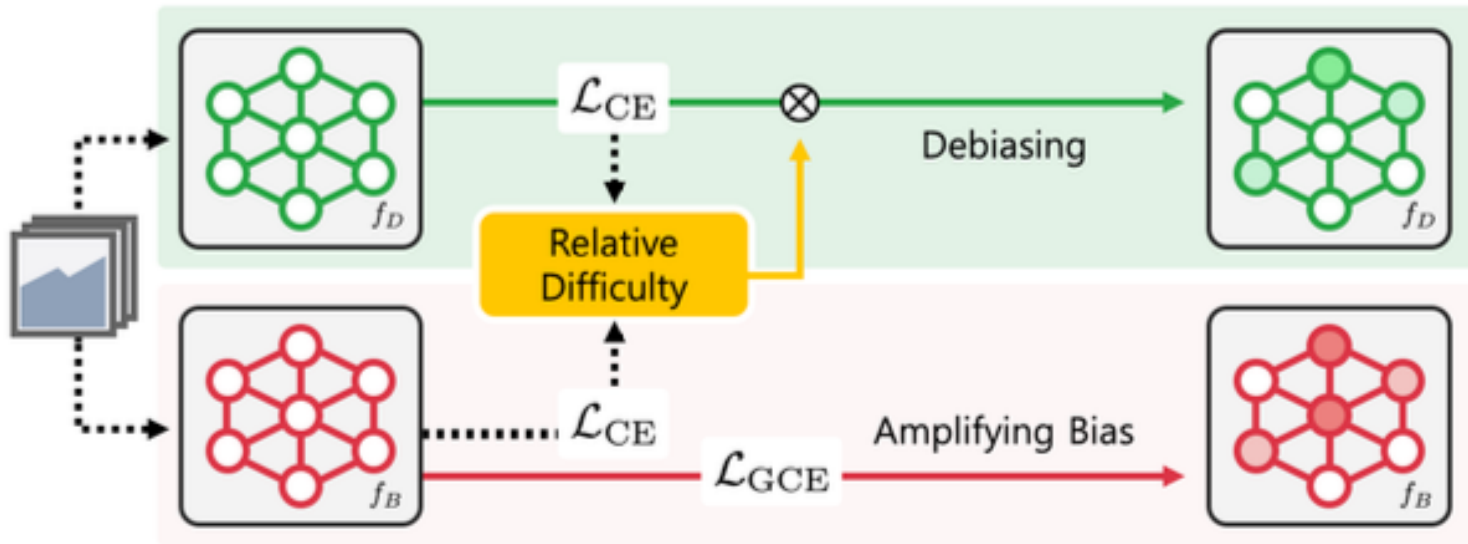 ℒ_CE
Debiasing
f_D
f_D
Relative
Difficulty
ℒ_CE
Amplifying Bias
ℒ_GCE
f_B
f_B